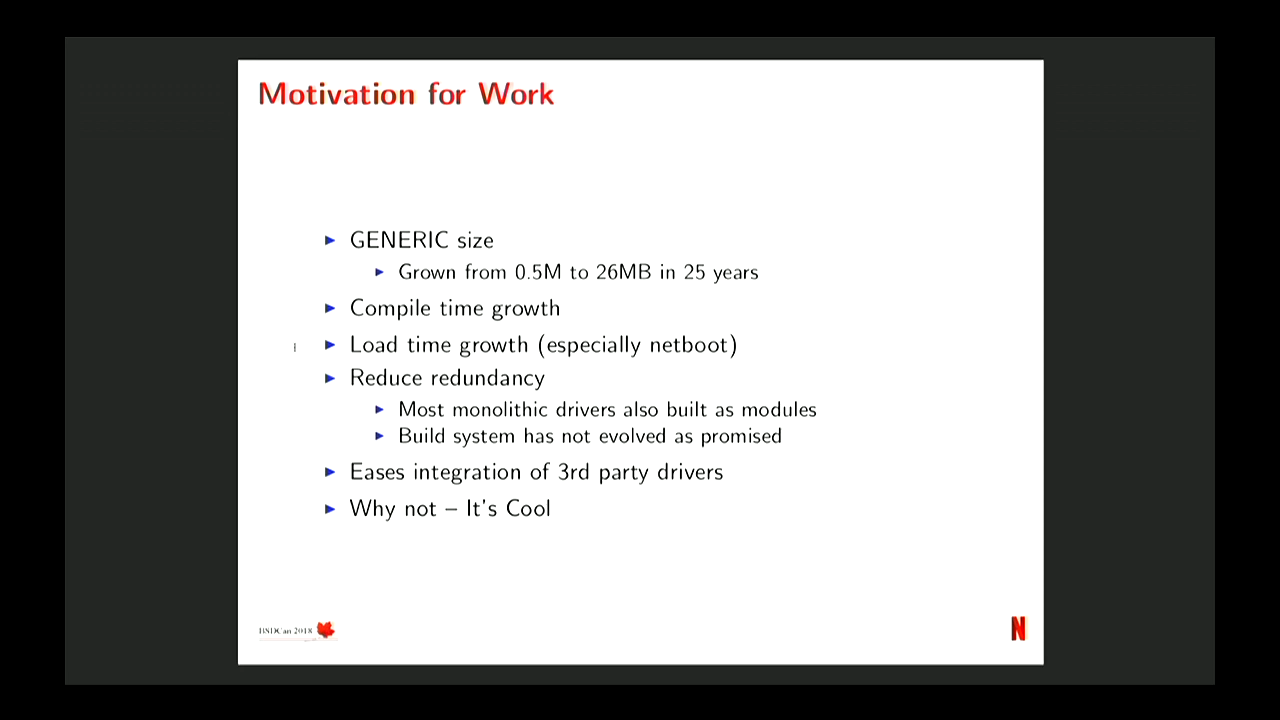 Motivation for Work
GENERIC size
Grown from 0.5M to 26MB in 25 years
Compile time growth
Load time growth (especially netboot)
Reduce redundancy
Most monolithic drivers also built as modules
Build system has not evolved as promised
Eases integration of 3rd party drivers
Why not – It's Cool
BSDCan 2018
N